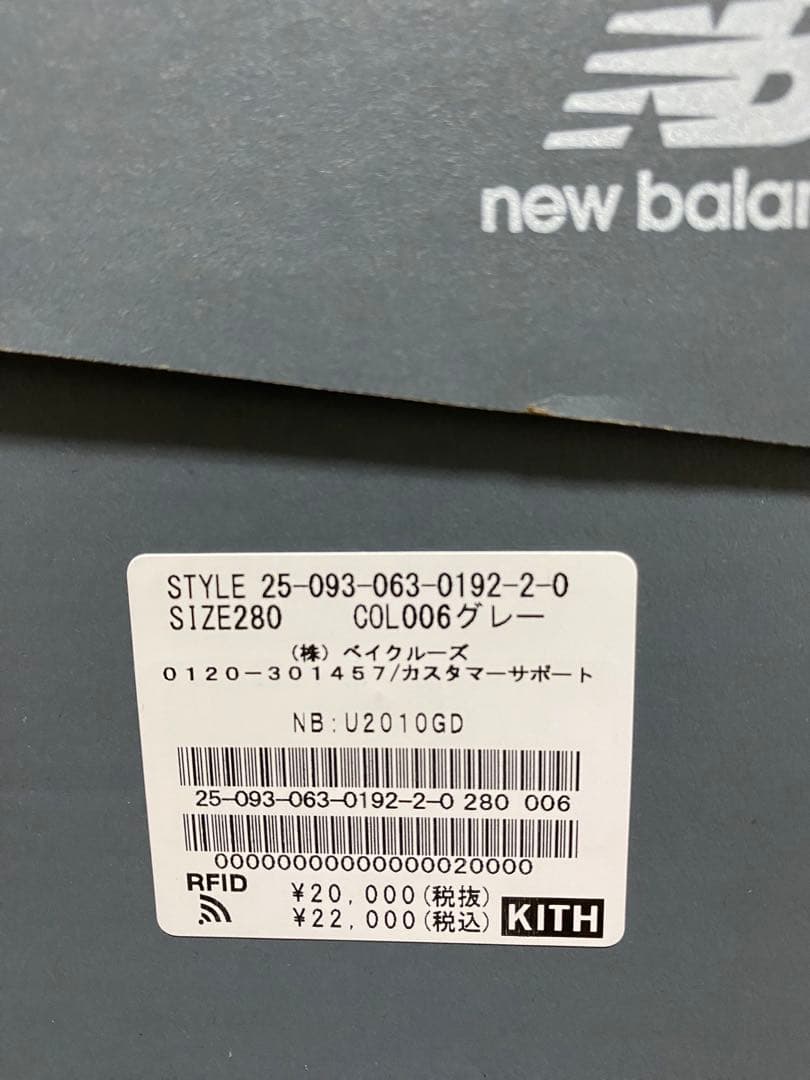 NB
new balan
STYLE 25-093-063-0192-2-0
SIZE280 COL006グレー
（株）ベイクルーズ
0120-301457/カスタマーサポート
NB:U2010GD
25-093-063-0192-2-0 280 006
00000000000000020000
RFID
¥20,000(税抜)
¥22,000(税込)
KITH